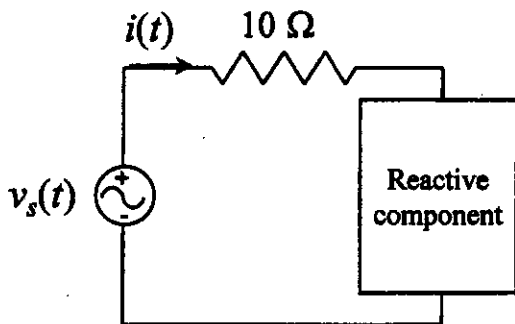 i(t)
10 Ω
v_s(t)
+
-
Reactive
component